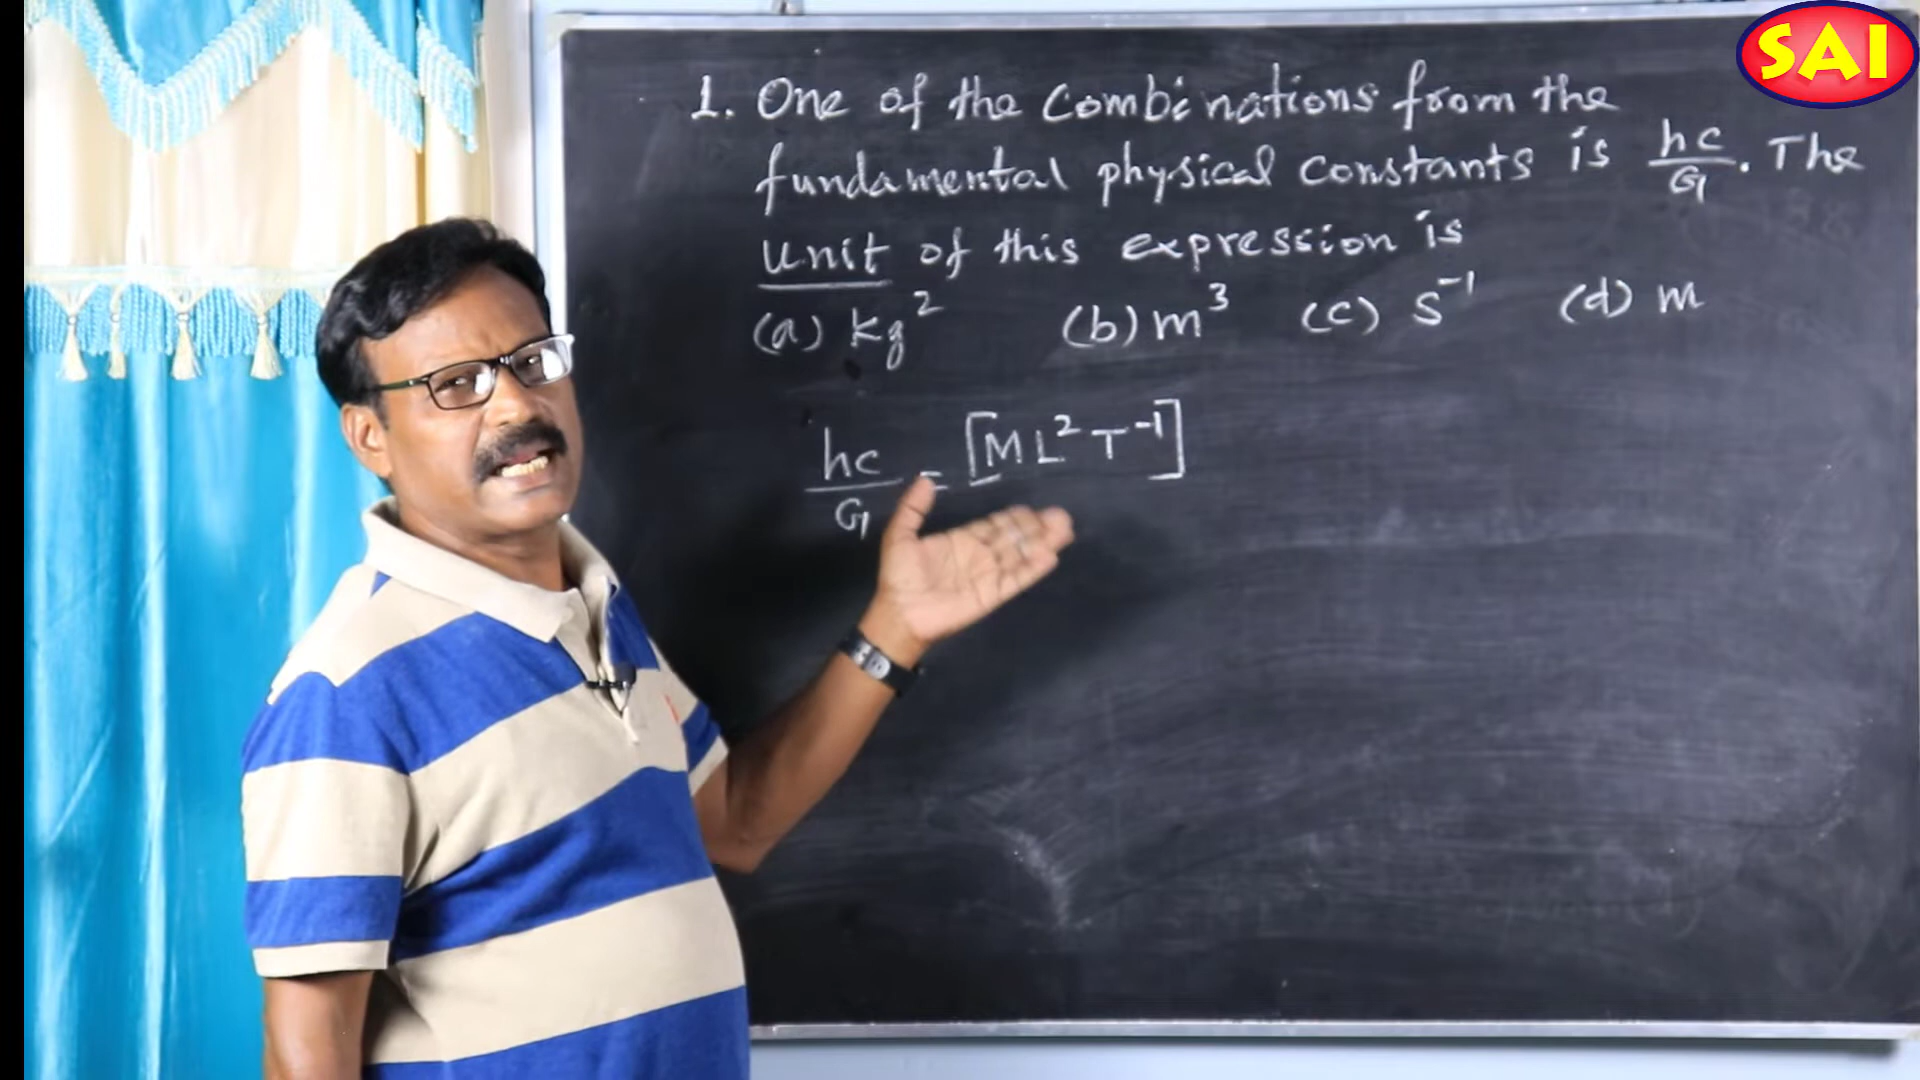 SAI
1. One of the combinations from the
fundamental physical constants is hc/G. The
unit of this expression is
(a) kg² (b) m³ (c) S⁻¹ (d) m
hc/G = [ML²T⁻¹]